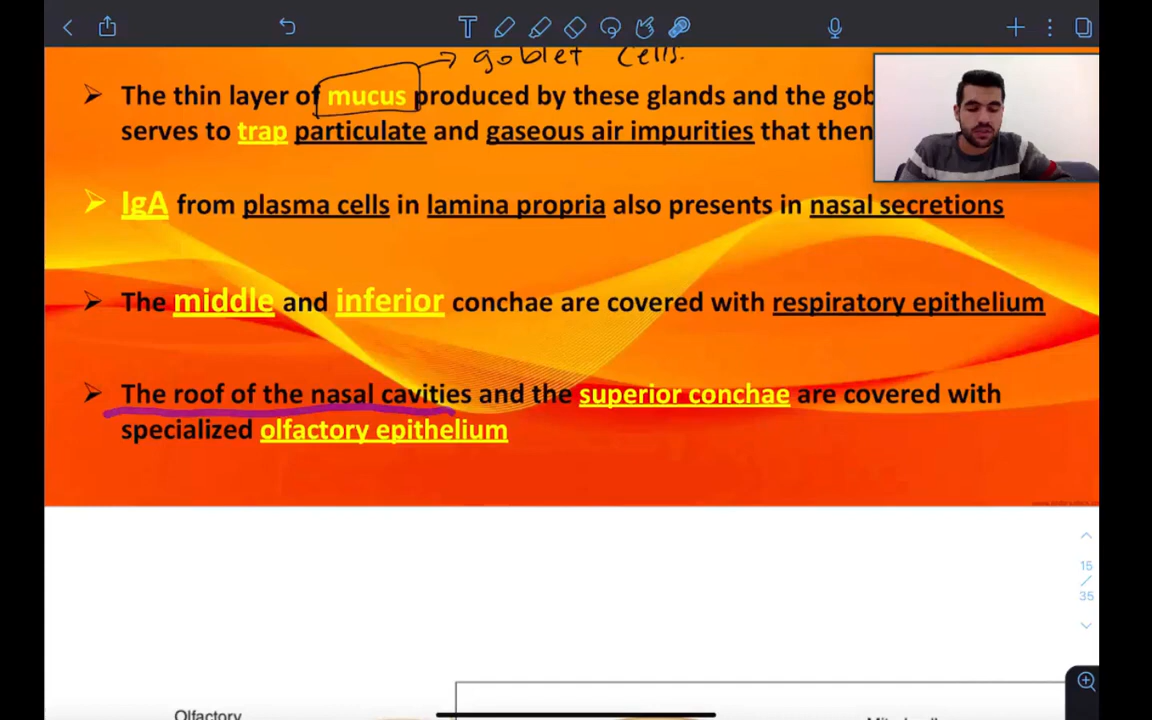 T
→ goblet cells.
➢ The thin layer of mucus produced by these glands and the gob
serves to trap particulate and gaseous air impurities that then
➢ IgA from plasma cells in lamina propria also presents in nasal secretions
➢ The middle and inferior conchae are covered with respiratory epithelium
➢ The roof of the nasal cavities and the superior conchae are covered with
specialized olfactory epithelium
15
/
35
Olfactory